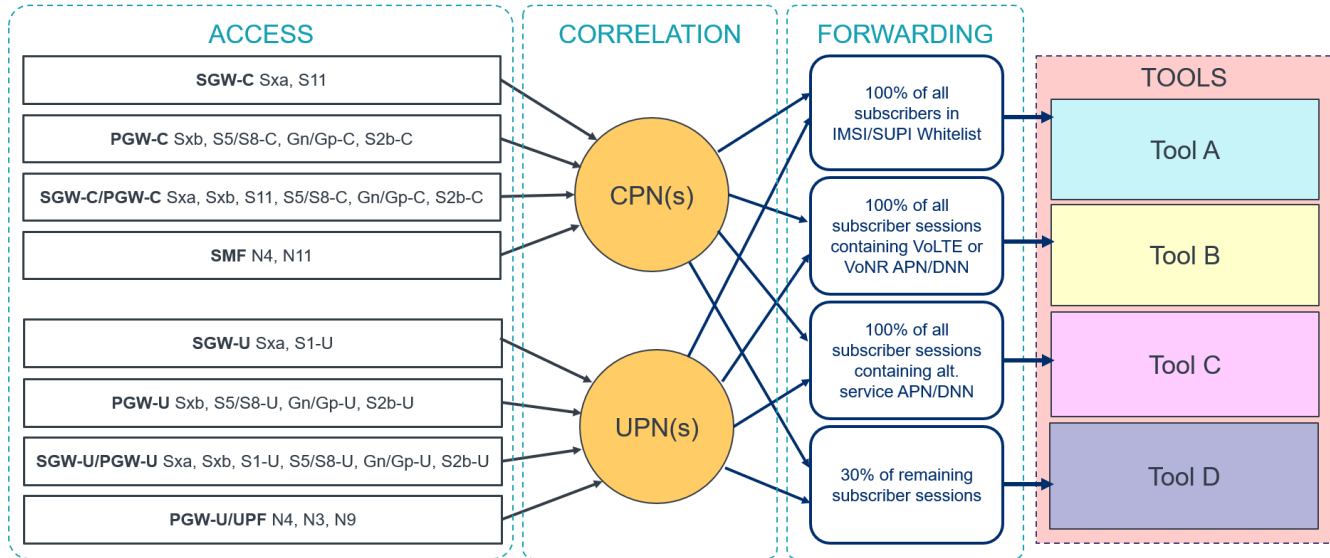 ACCESS
SGW-C Sxa, S11
PGW-C Sxb, S5/S8-C, Gn/Gp-C, S2b-C
SGW-C/PGW-C Sxa, Sxb, S11, S5/S8-C, Gn/Gp-C, S2b-C
SMF N4, N11
SGW-U Sxa, S1-U
PGW-U Sxb, S5/S8-U, Gn/Gp-U, S2b-U
SGW-U/PGW-U Sxa, Sxb, S1-U, S5/S8-U, Gn/Gp-U, S2b-U
PGW-U/UPF N4, N3, N9
CORRELATION
CPN(s)
UPN(s)
FORWARDING
100% of all
subscribers in
IMSI/SUPI Whitelist
100% of all
subscriber sessions
containing VoLTE or
VoNR APN/DNN
100% of all
subscriber sessions
containing alt.
service APN/DNN
30% of remaining
subscriber sessions
TOOLS
Tool A
Tool B
Tool C
Tool D